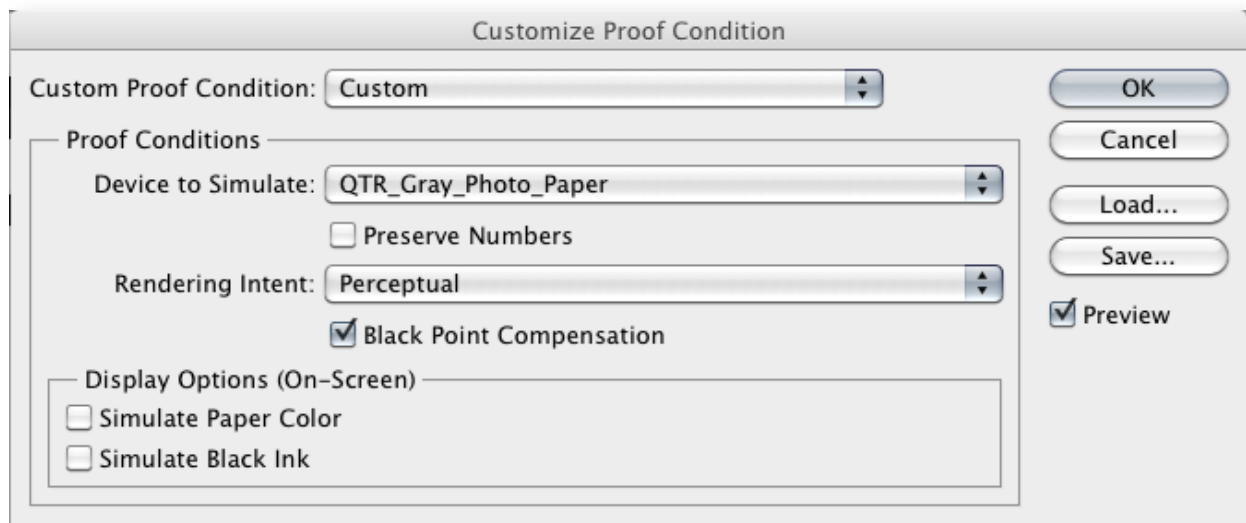 Customize Proof Condition
Custom Proof Condition: Custom
OK
Proof Conditions
Cancel
Device to Simulate: QTR_Gray_Photo_Paper
Load...
Preserve Numbers
Save...
Rendering Intent: Perceptual
Preview
Black Point Compensation
Display Options (On-Screen)
Simulate Paper Color
Simulate Black Ink